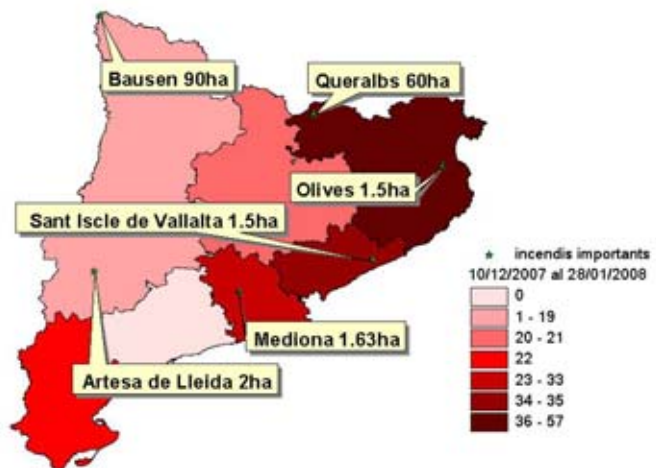 Bausen 90ha
Queralbs 60ha
Olives 1.5ha
Sant Iscle de Vallalta 1.5ha
Mediona 1.63ha
Artesa de Lleida 2ha
incendis importants
10/12/2007 al 28/01/2008
0
1 - 19
20 - 21
22
23 - 33
34 - 35
36 - 57